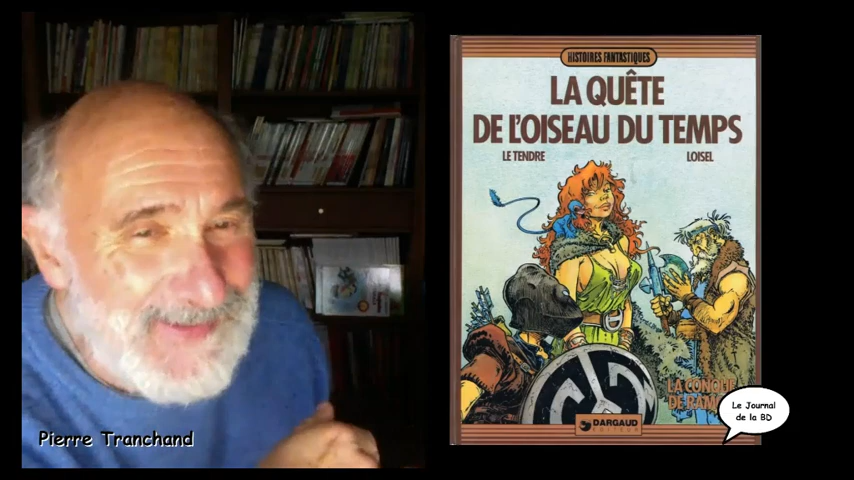 Pierre Tranchand
HISTOIRES FANTASTIQUES
LA QUÊTE
DE L'OISEAU DU TEMPS
LE TENDRE
LOISEL
LA CONQUE
DE
DARGAUD
EDITEUR
Le Journal
de la BD